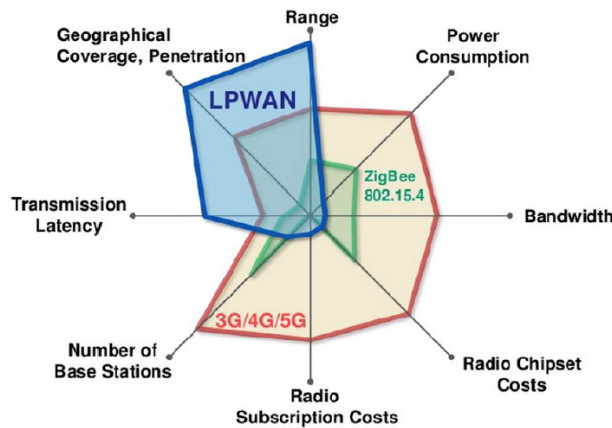 Range
Geographical
Coverage, Penetration
Power
Consumption
LPWAN
ZigBee
802.15.4
Transmission
Latency
Bandwidth
3G/4G/5G
Number of
Base Stations
Radio Chipset
Costs
Radio
Subscription Costs